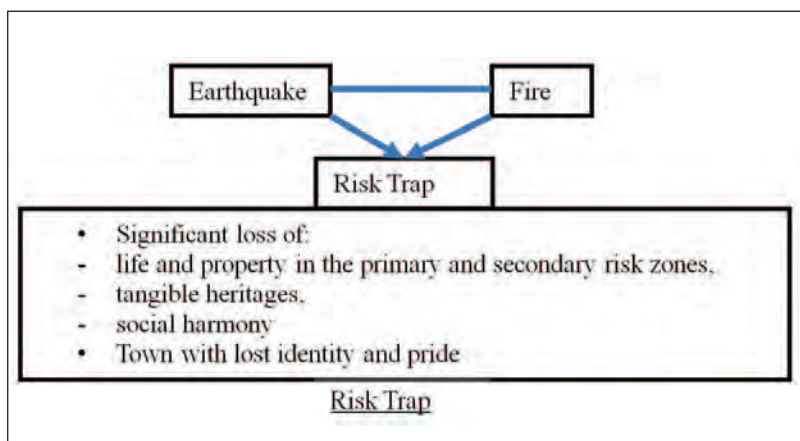 Earthquake
Fire
Risk Trap
• Significant loss of:
- life and property in the primary and secondary risk zones,
- tangible heritages,
- social harmony
• Town with lost identity and pride
Risk Trap